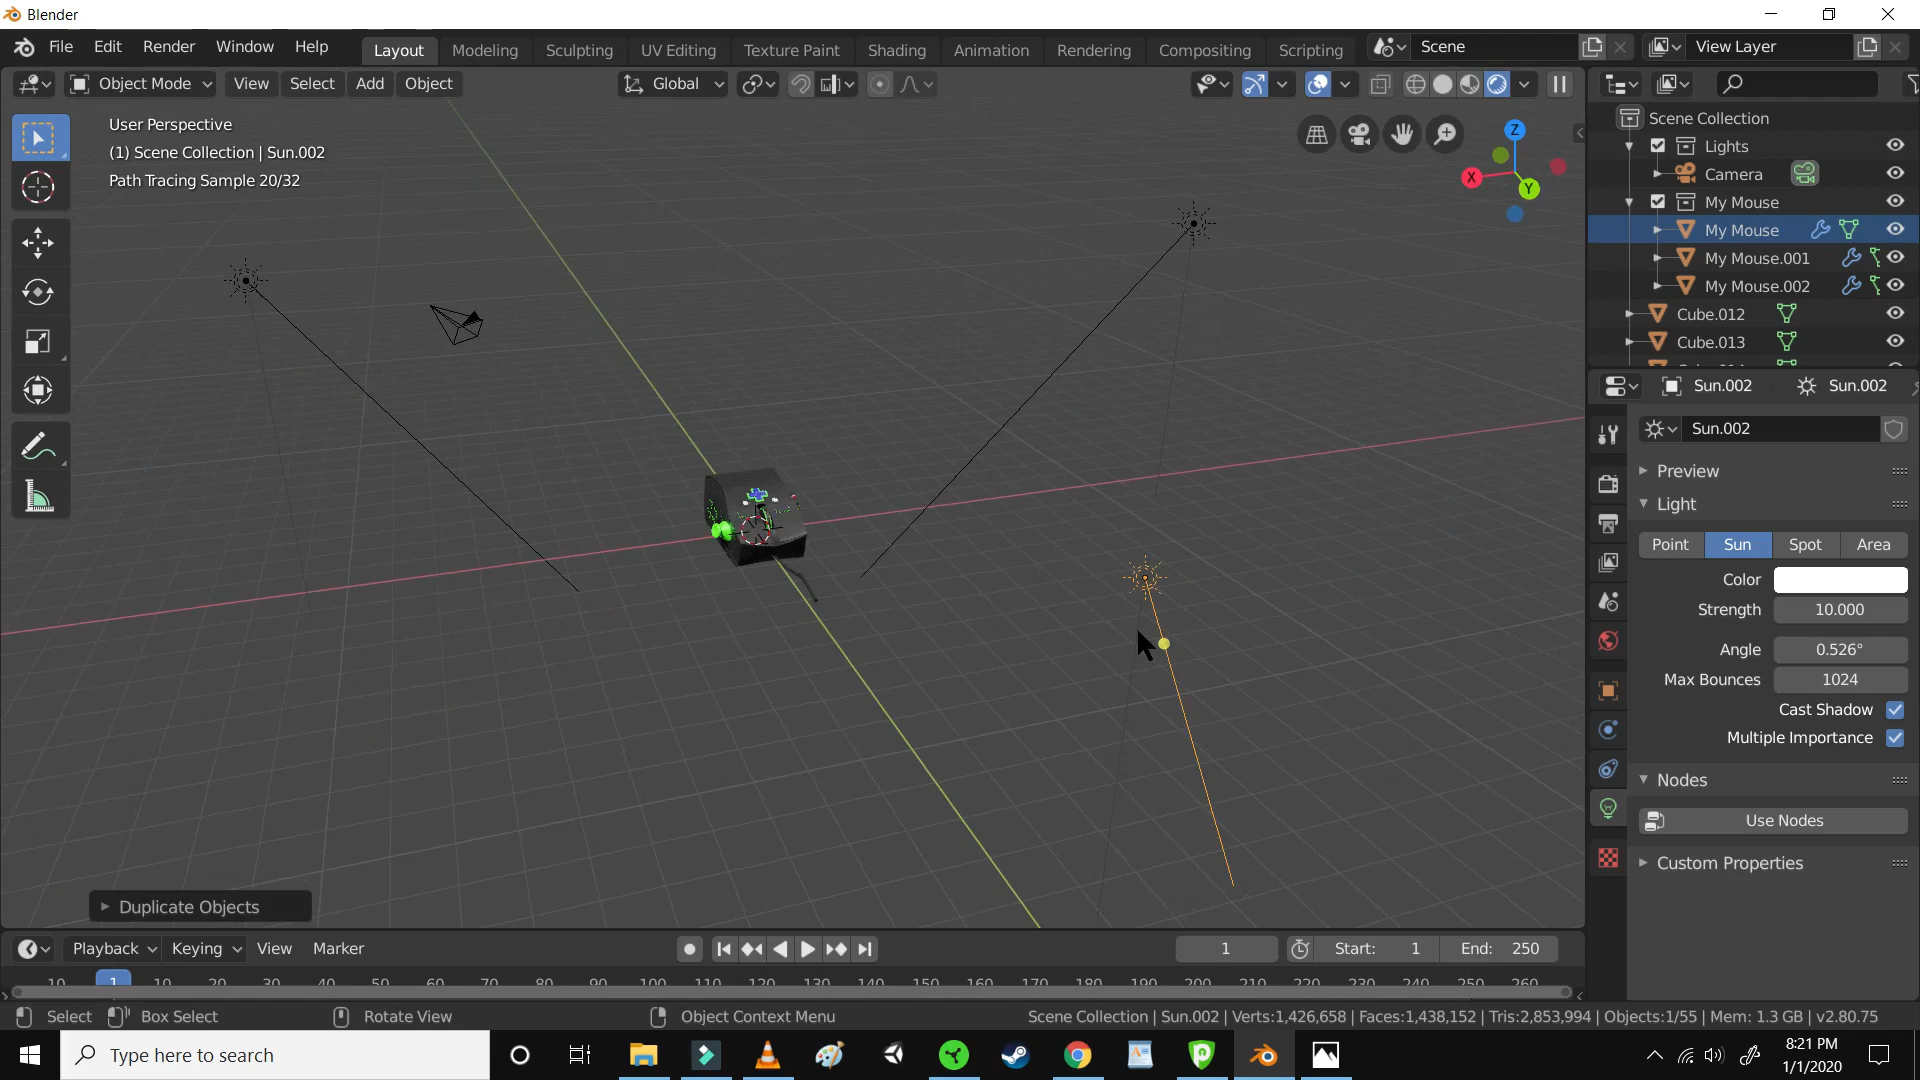 Blender
File Edit Render Window Help Layout Modeling Sculpting UV Editing Texture Paint Shading Animation Rendering Compositing Scripting Scene View Layer
Object Mode View Select Add Object Global
User Perspective
(1) Scene Collection | Sun.002
Path Tracing Sample 20/32
Z
X
Y
Scene Collection
Lights
Camera
My Mouse
My Mouse
My Mouse.001
My Mouse.002
Cube.012
Cube.013
Sun.002 Sun.002
Sun.002
Preview
Light
Point Sun Spot Area
Color
Strength 10.000
Angle 0.526°
Max Bounces 1024
Cast Shadow
Multiple Importance
Nodes
Use Nodes
Custom Properties
Duplicate Objects
Playback Keying View Marker 1 Start: 1 End: 250
10 1 10 20 30 40 50 60 70 80 90 100 110 120 130 140 150 160 170 180 190 200 210 220 230 240 250 260
Select Box Select Rotate View Object Context Menu Scene Collection | Sun.002 | Verts:1,426,658 | Faces:1,438,152 | Tris:2,853,994 | Objects:1/55 | Mem: 1.3 GB | v2.80.75
Type here to search
8:21 PM
1/1/2020